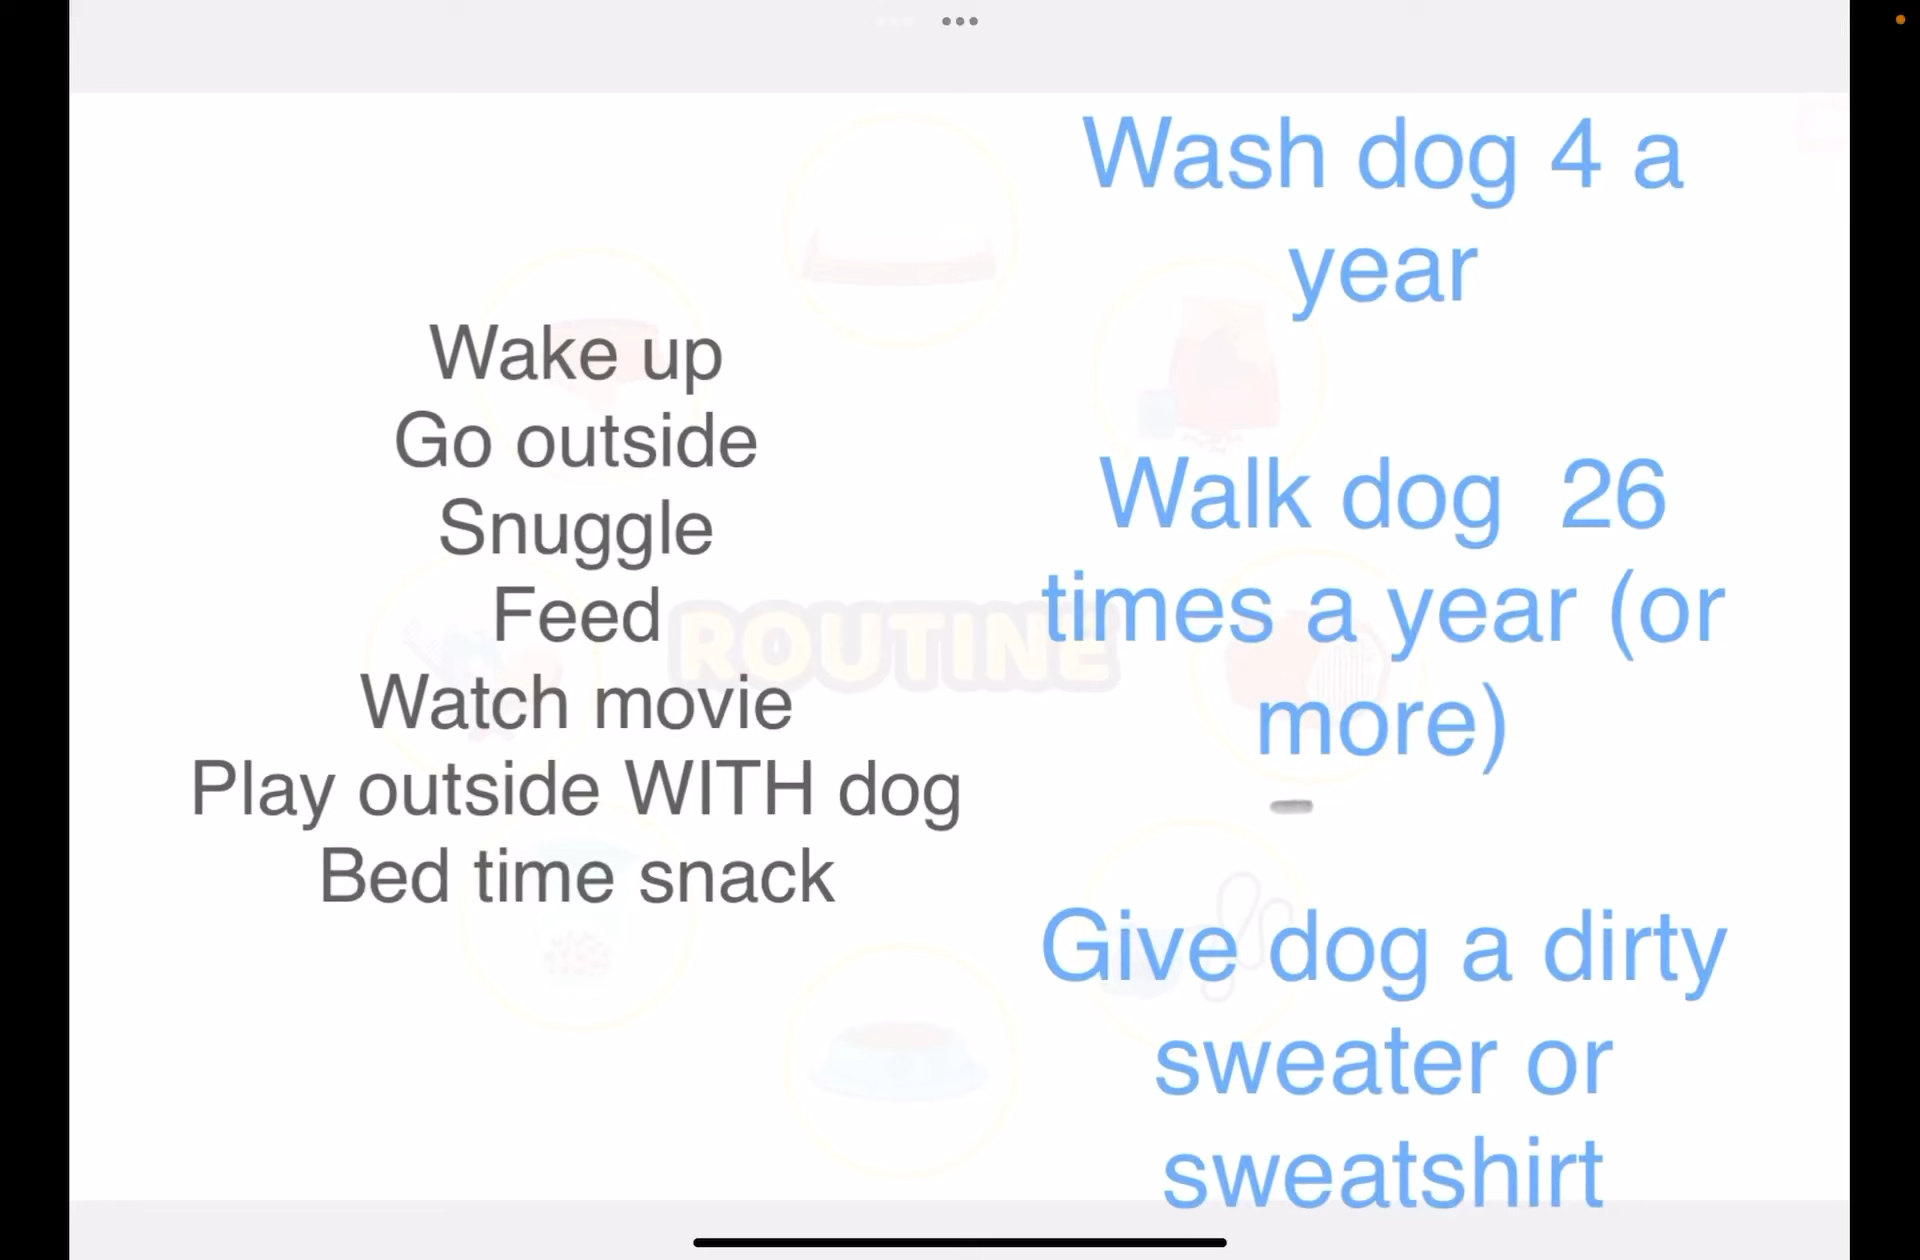 Wake up
Go outside
Snuggle
Feed
Watch movie
Play outside WITH dog
Bed time snack
ROUTINE
Wash dog 4 a
year
Walk dog  26
times a year (or
more)
Give dog a dirty
sweater or
sweatshirt